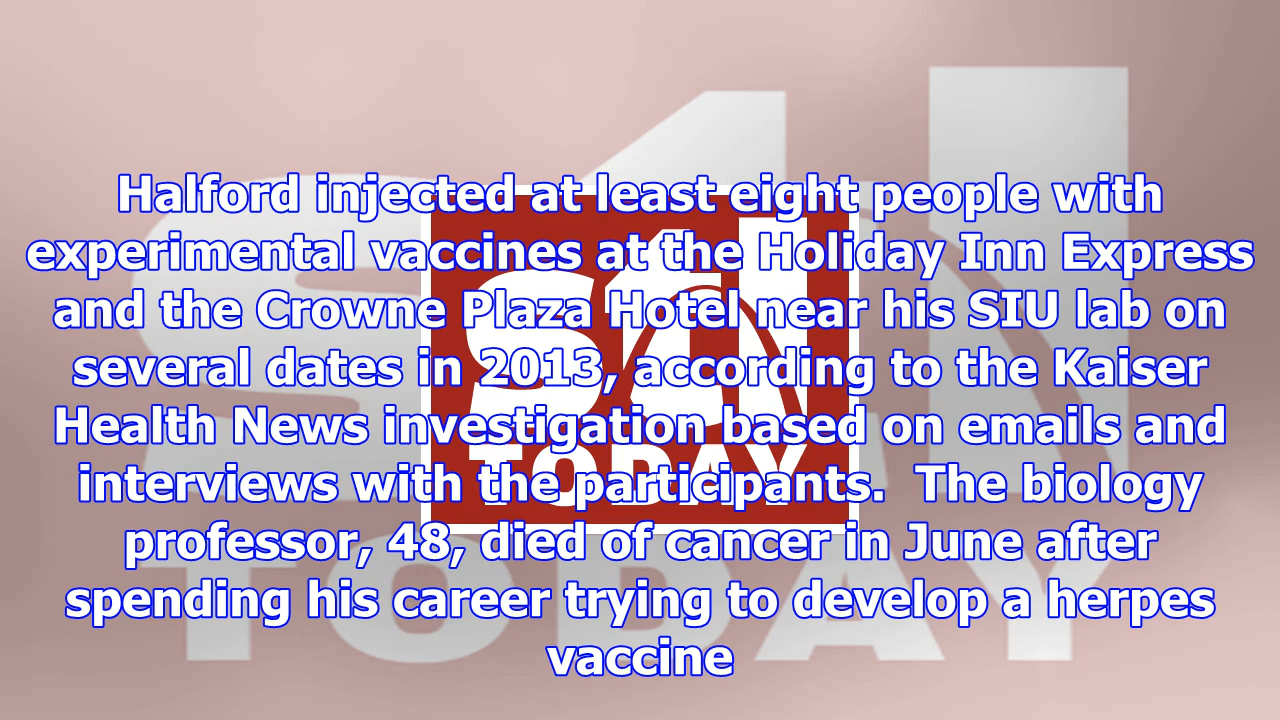 Halford injected at least eight people with
experimental vaccines at the Holiday Inn Express
and the Crowne Plaza Hotel near his SIU lab on
several dates in 2013, according to the Kaiser
Health News investigation based on emails and
interviews with the participants.  The biology
professor, 48, died of cancer in June after
spending his career trying to develop a herpes
vaccine
TODAY
TODAY